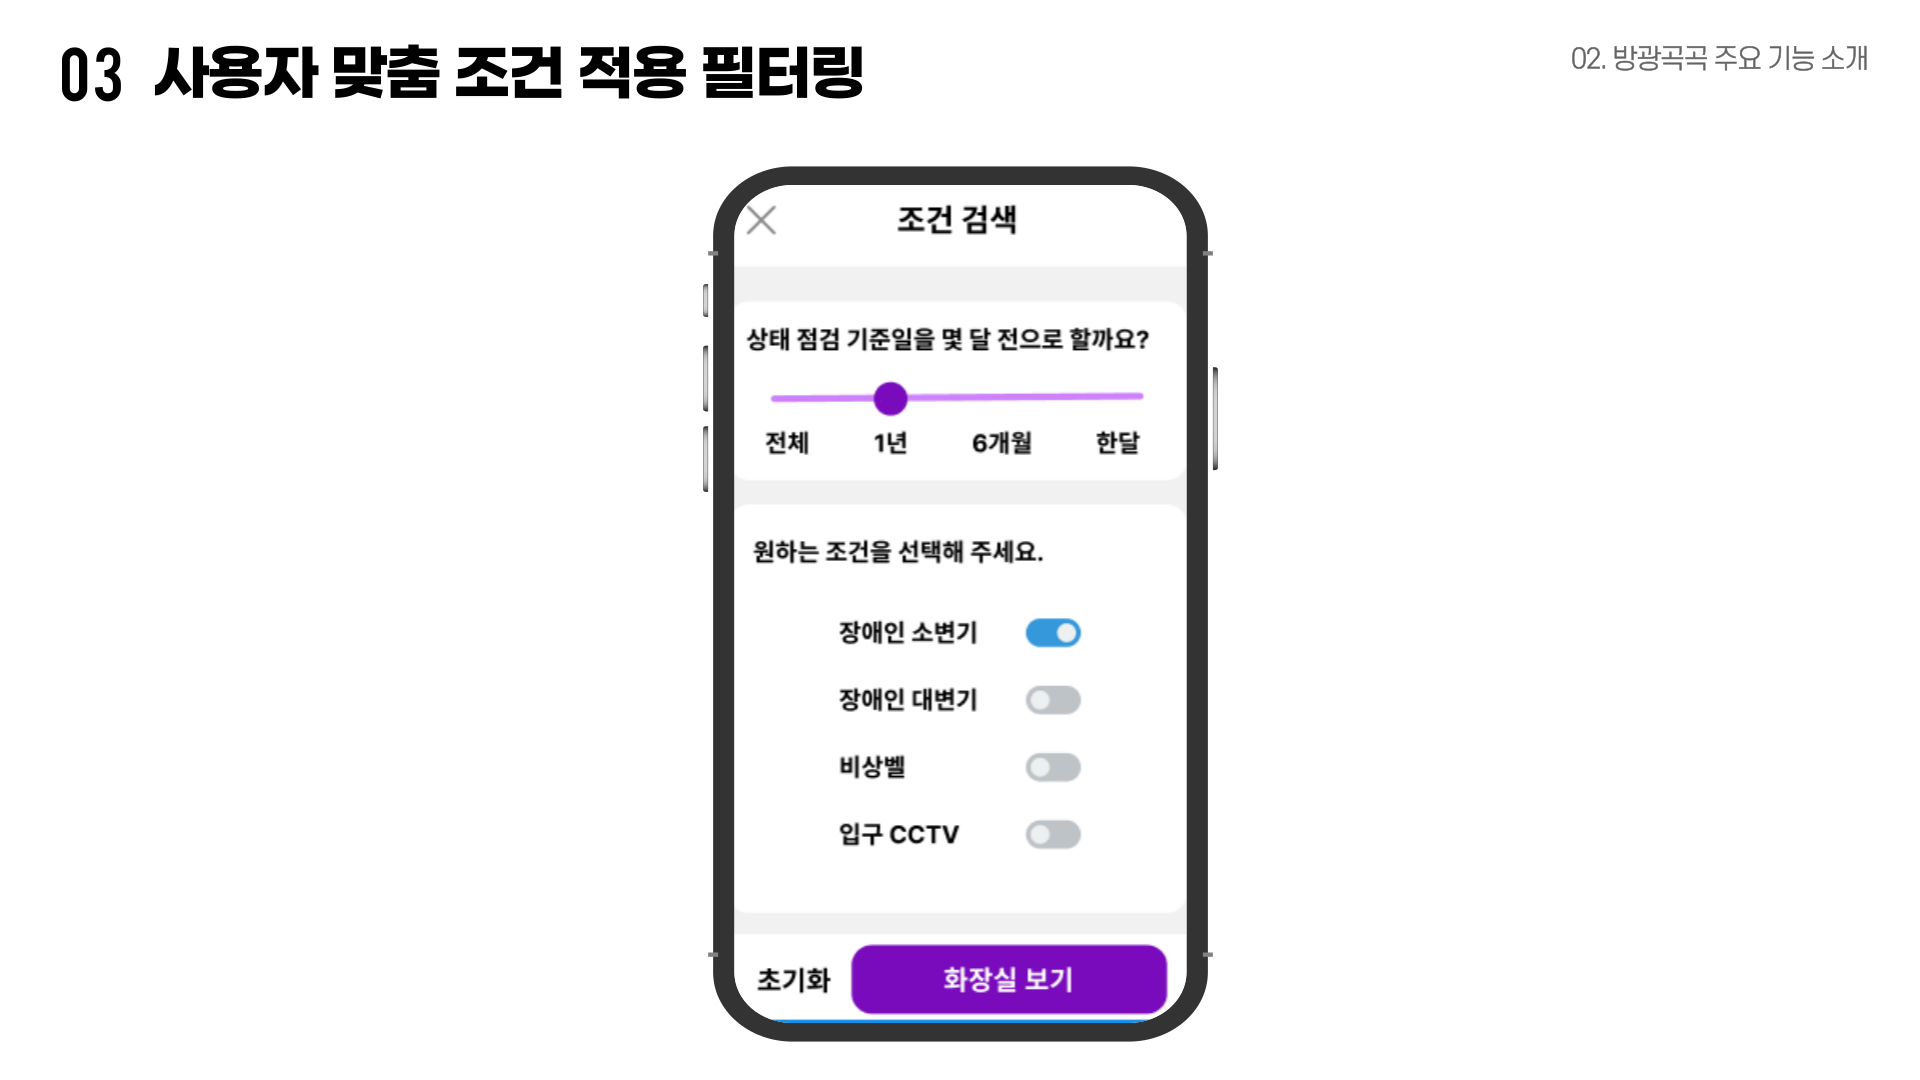 03 사용자 맞춤 조건 적용 필터링
02. 방광곡곡 주요 기능 소개
조건 검색
상태 점검 기준일을 몇 달 전으로 할까요?
전체 1년 6개월 한달
원하는 조건을 선택해 주세요.
장애인 소변기
장애인 대변기
비상벨
입구 CCTV
초기화 화장실 보기